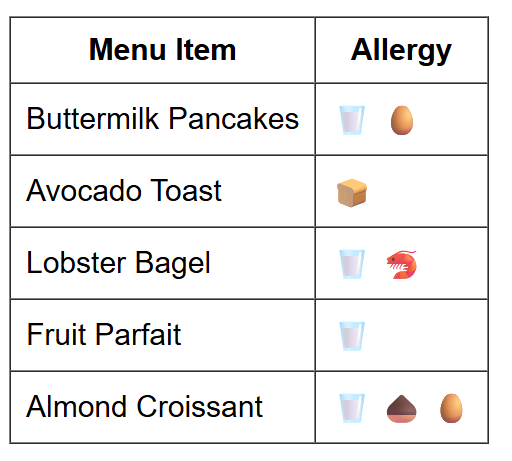 Menu Item Allergy
Buttermilk Pancakes 🥛 🥚
Avocado Toast 🍞
Lobster Bagel 🥛 🦐
Fruit Parfait 🥛
Almond Croissant 🥛 🌰 🥚